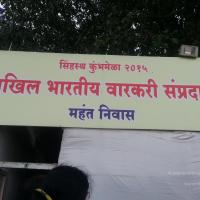 सिंहस्थ कुंभमेळा २०१५
खिल भारतीय वारकरी संप्रदा
महंत निवास